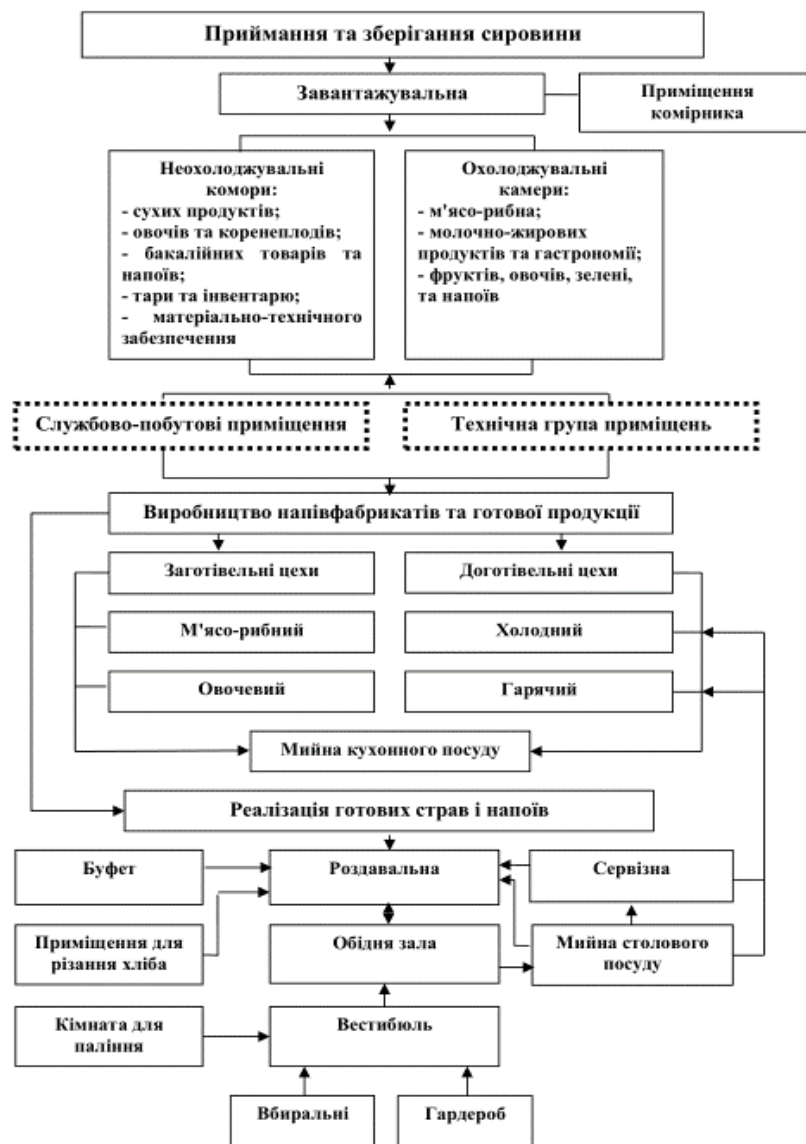 Приймання та зберігання сировини
Завантажувальна
Приміщення
комірника
Неохолоджувальні
комори:
- сухих продуктів;
- овочів та коренеплодів;
- бакалійних товарів та
напоїв;
- тари та інвентарю;
- матеріально-технічного
забезпечення
Охолоджувальні
камери:
- м'ясо-рибна;
- молочно-жирових
продуктів та гастрономії;
- фруктів, овочів, зелені,
та напоїв
Службово-побутові приміщення
Технічна група приміщень
Виробництво напівфабрикатів та готової продукції
Заготівельні цехи
Доготівельні цехи
М'ясо-рибний
Холодний
Овочевий
Гарячий
Мийна кухонного посуду
Реалізація готових страв і напоїв
Буфет
Роздавальна
Сервізна
Приміщення для
різання хліба
Обідня зала
Мийна столового
посуду
Кімната для
паління
Вестибюль
Вбиральні
Гардероб